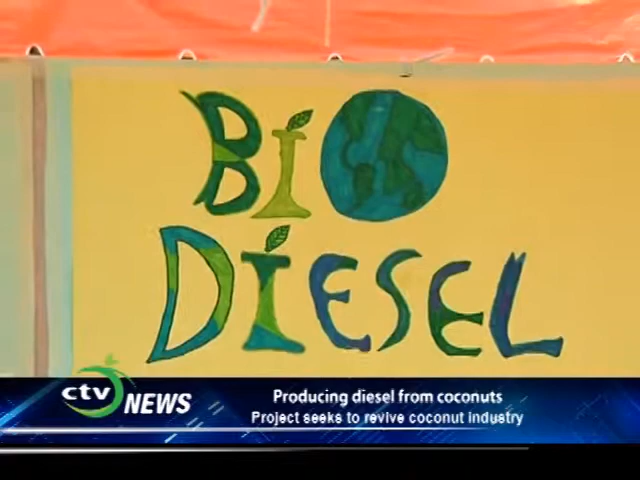 BIO
DIESEL
ctv NEWS
Producing diesel from coconuts
Project seeks to revive coconut industry